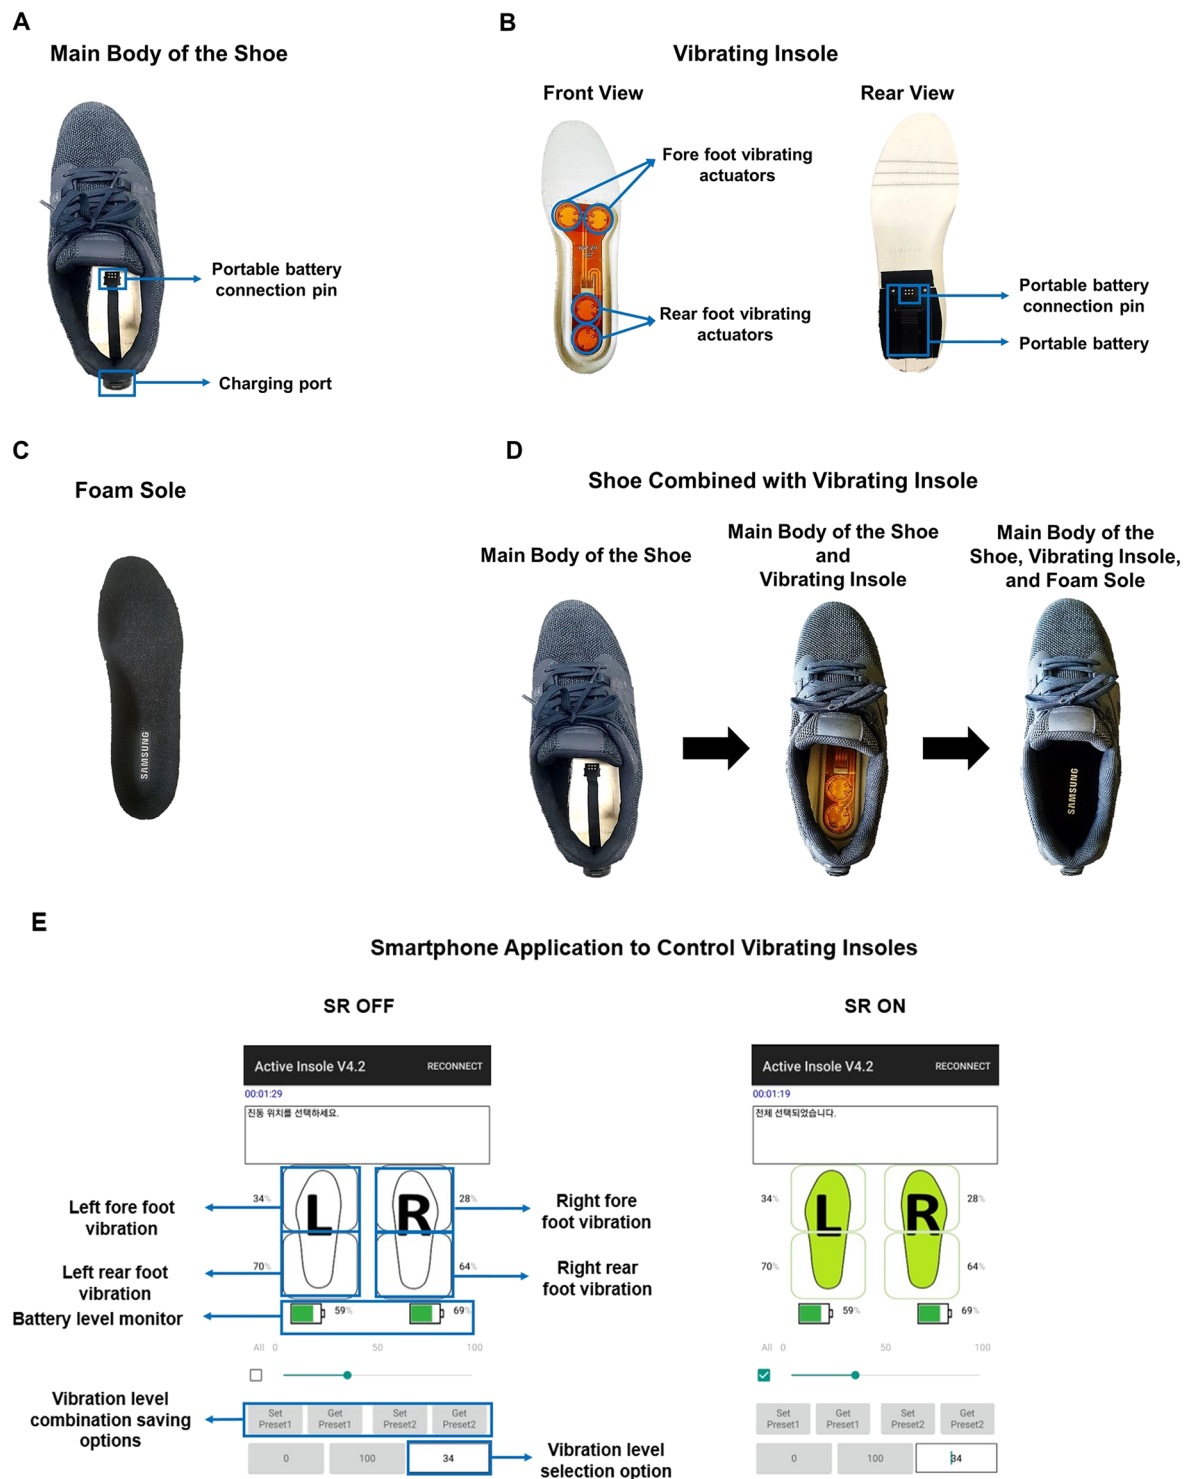 A
Main Body of the Shoe
Portable battery
connection pin
Charging port
B
Vibrating Insole
Front View
Rear View
Fore foot vibrating
actuators
Rear foot vibrating
actuators
Portable battery
connection pin
Portable battery
C
Foam Sole
SAMSUNG
D
Shoe Combined with Vibrating Insole
Main Body of the Shoe
Main Body of the Shoe
and
Vibrating Insole
Main Body of the
Shoe, Vibrating Insole,
and Foam Sole
SAMSUNG
E
Smartphone Application to Control Vibrating Insoles
SR OFF
Active Insole V4.2 RECONNECT
00:01:29
진동 위치를 선택하세요.
Left fore foot
vibration
34%
L
R
28%
Right fore
foot vibration
Left rear foot
vibration
70%
64%
Right rear
foot vibration
Battery level monitor
59%
69%
All 0 50 100
Vibration level
combination saving
options
Set
Preset1
Get
Preset1
Set
Preset2
Get
Preset2
0 100 34
Vibration level
selection option
SR ON
Active Insole V4.2 RECONNECT
00:01:19
전체 선택되었습니다.
34%
L
R
28%
70%
64%
59%
69%
All 0 50 100
Set
Preset1
Get
Preset1
Set
Preset2
Get
Preset2
0 100 34